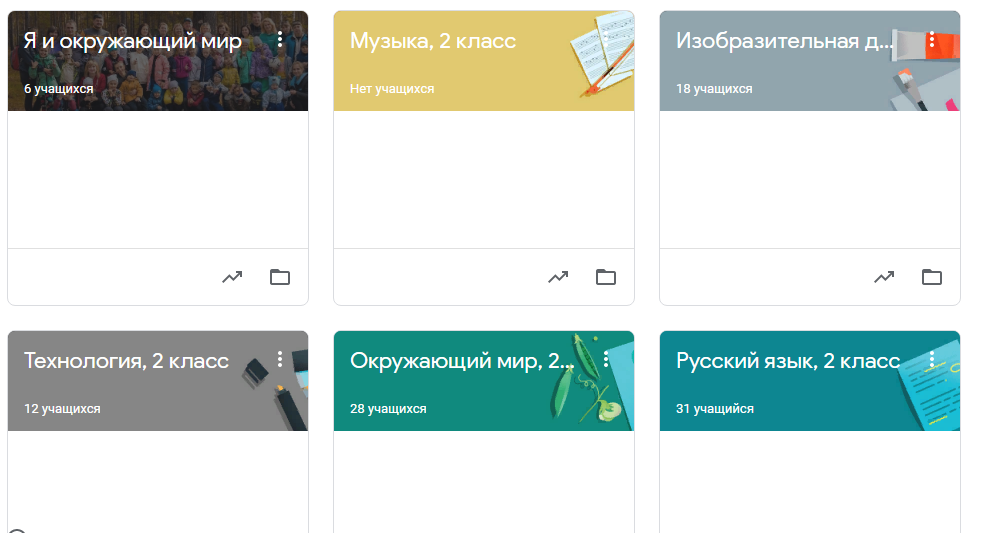 Я и окружающий мир
6 учащихся
Музыка, 2 класс
Нет учащихся
Изобразительная д...
18 учащихся
Технология, 2 класс
12 учащихся
Окружающий мир, 2...
28 учащихся
Русский язык, 2 класс
31 учащийся